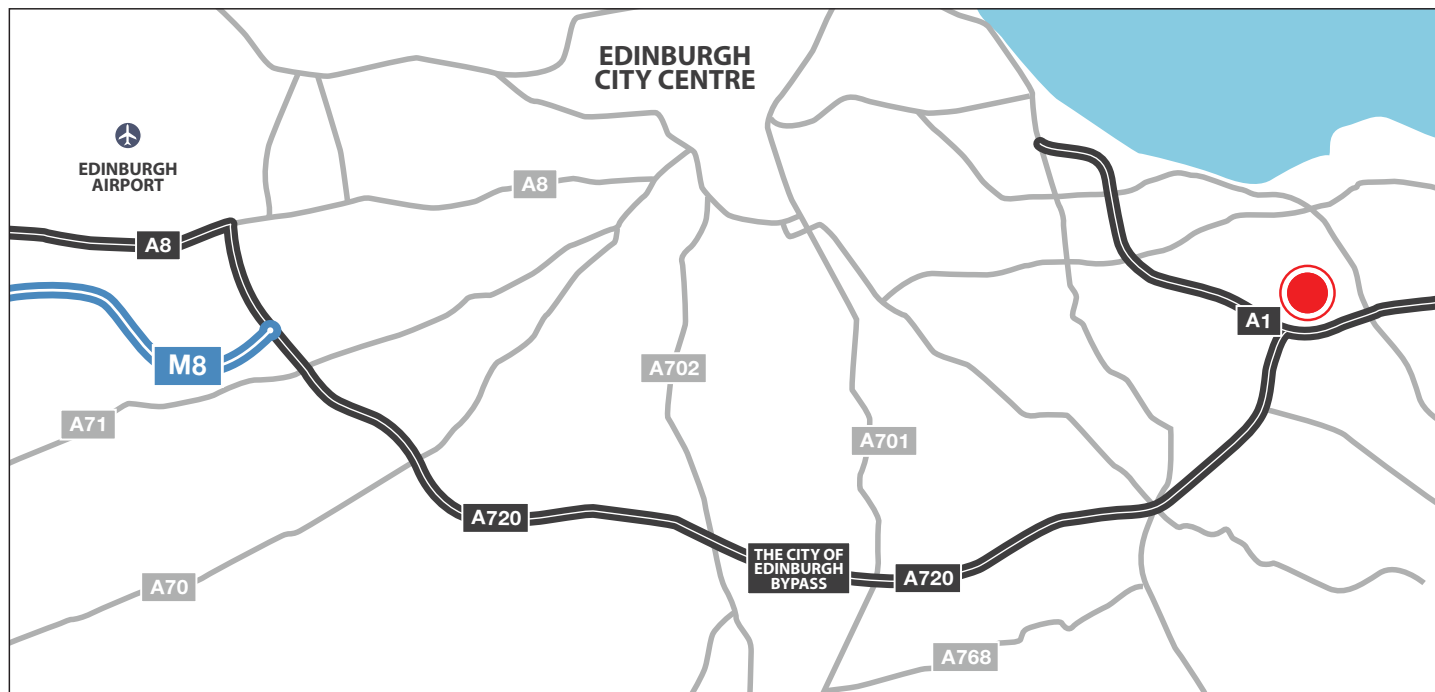 EDINBURGH
CITY CENTRE
EDINBURGH
AIRPORT
A8
A8
A1
M8
A702
A71
A701
A720
THE CITY OF
EDINBURGH
BYPASS
A720
A70
A768